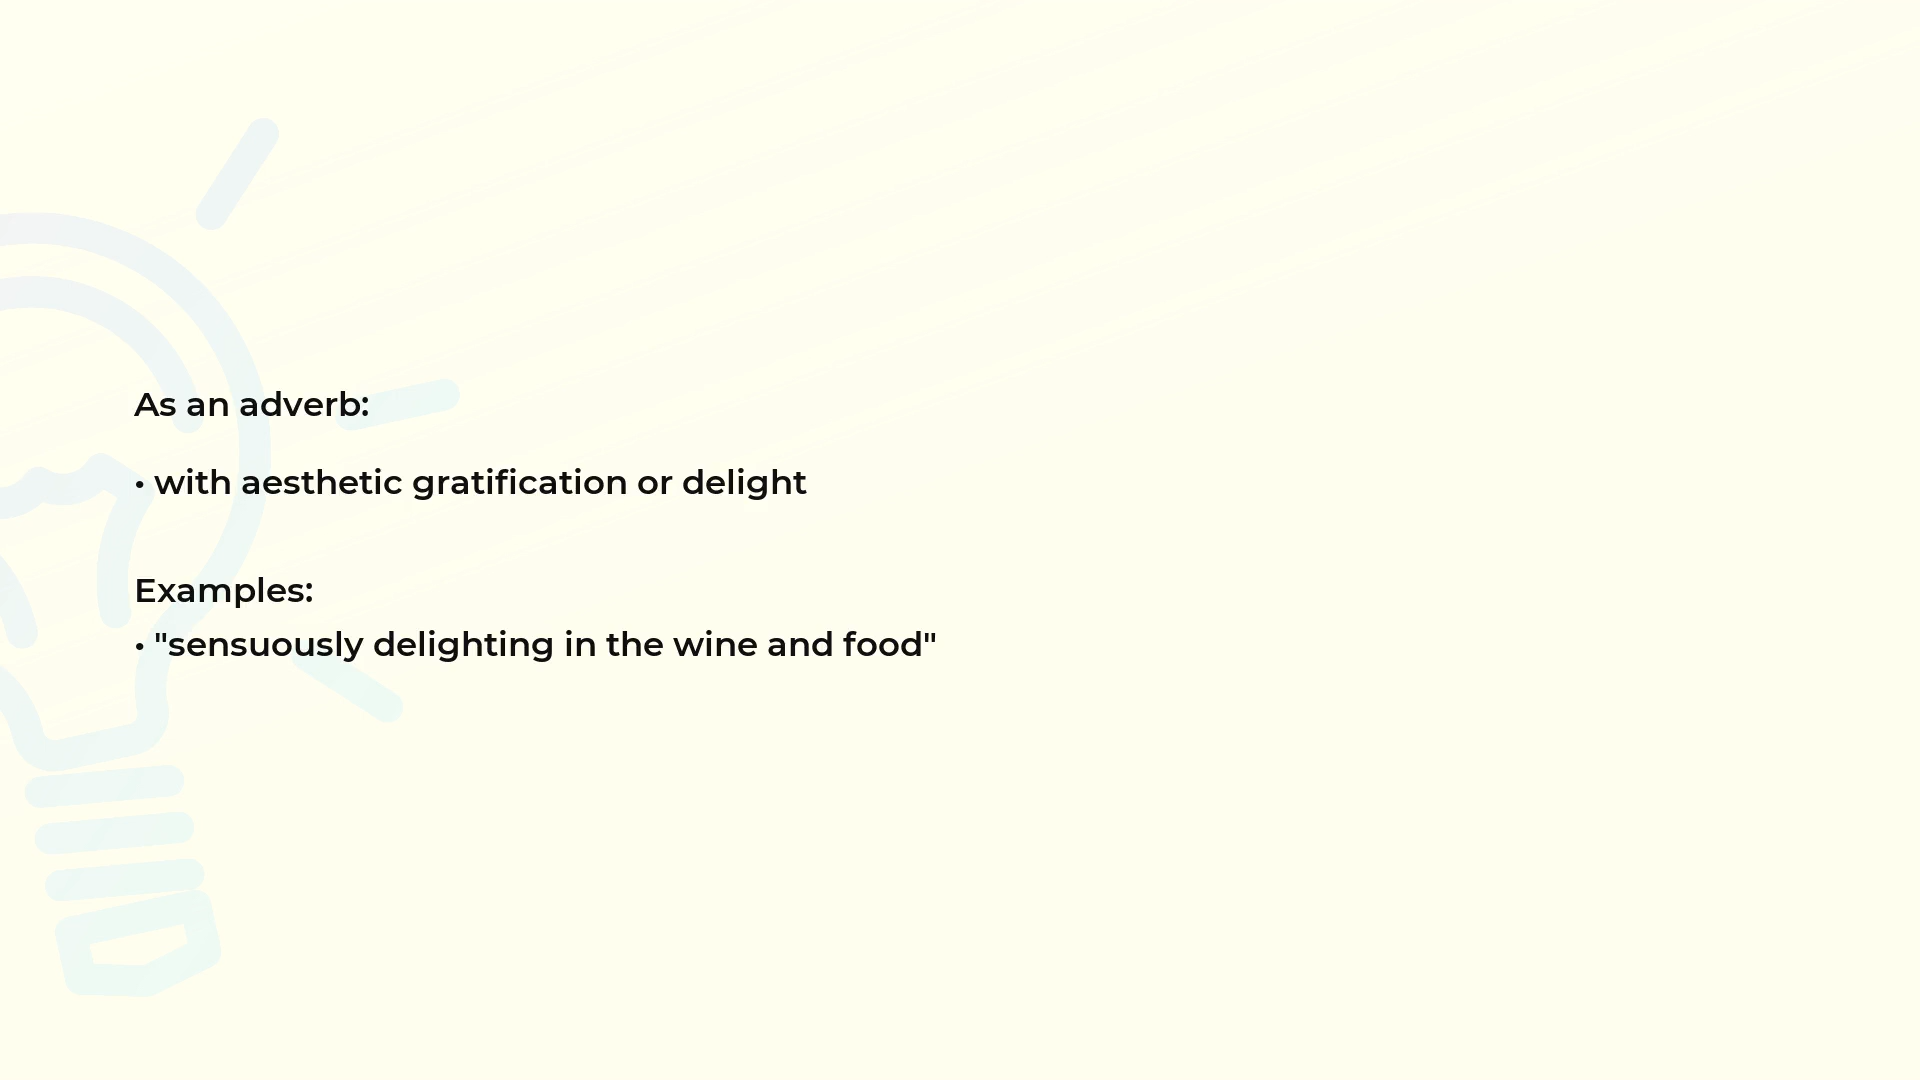 As an adverb:
• with aesthetic gratification or delight
Examples:
• "sensuously delighting in the wine and food"